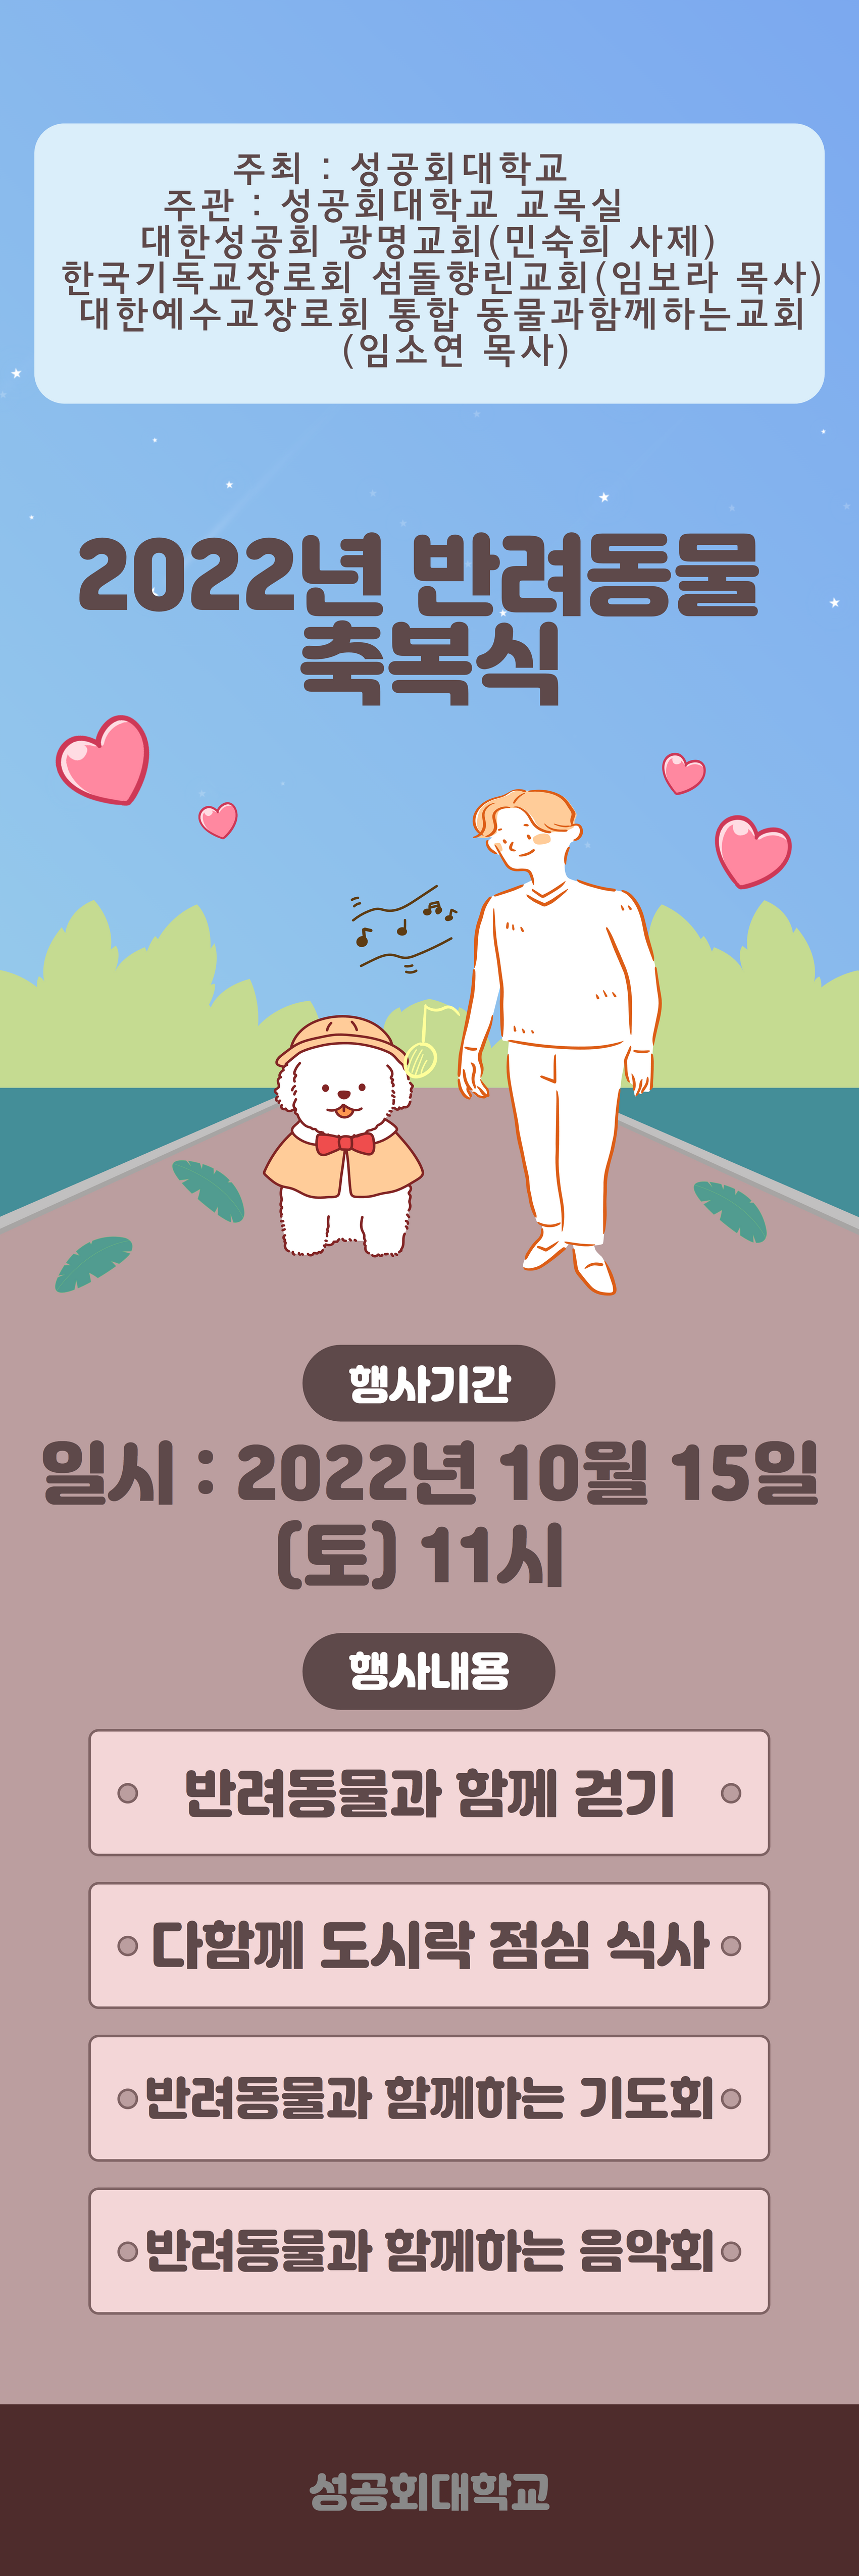 주최 : 성공회대학교
주관 : 성공회대학교 교목실
대한성공회 광명교회(민숙희 사제)
한국기독교장로회 섬돌향린교회(임보라 목사)
대한예수교장로회 통합 동물과함께하는교회
(임소연 목사)
2022년 반려동물
축복식
행사기간
일시 : 2022년 10월 15일
(토) 11시
행사내용
반려동물과 함께 걷기
다함께 도시락 점심 식사
반려동물과 함께하는 기도회
반려동물과 함께하는 음악회
성공회대학교